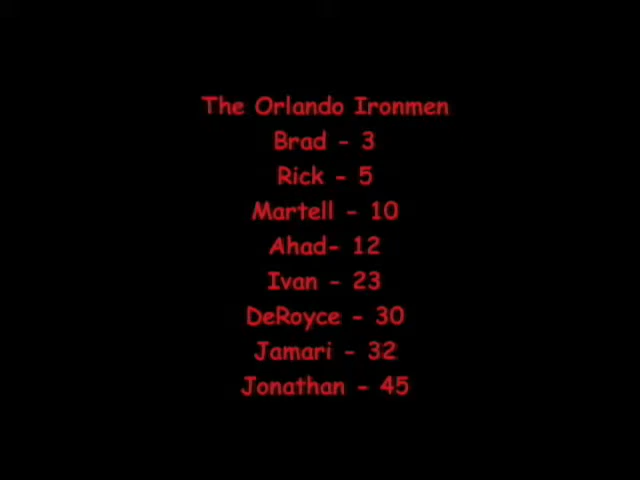 The Orlando Ironmen
Brad - 3
Rick - 5
Martell - 10
Ahad- 12
Ivan - 23
DeRoyce - 30
Jamari - 32
Jonathan - 45